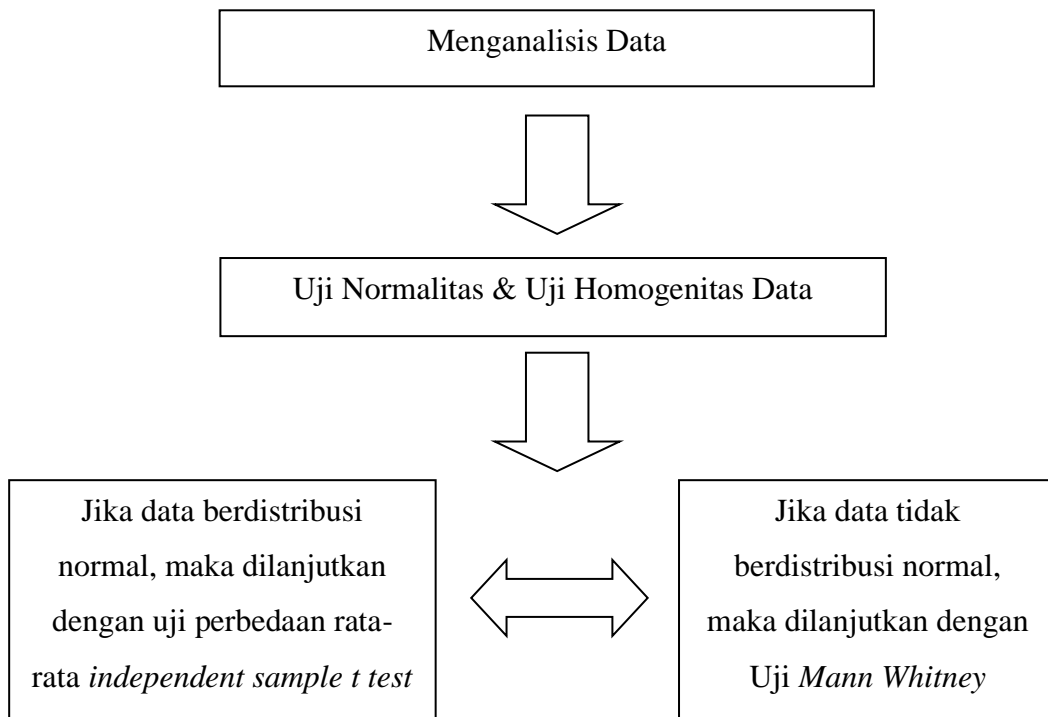 Menganalisis Data
Uji Normalitas & Uji Homogenitas Data
Jika data berdistribusi
normal, maka dilanjutkan
dengan uji perbedaan rata-
rata independent sample t test
Jika data tidak
berdistribusi normal,
maka dilanjutkan dengan
Uji Mann Whitney